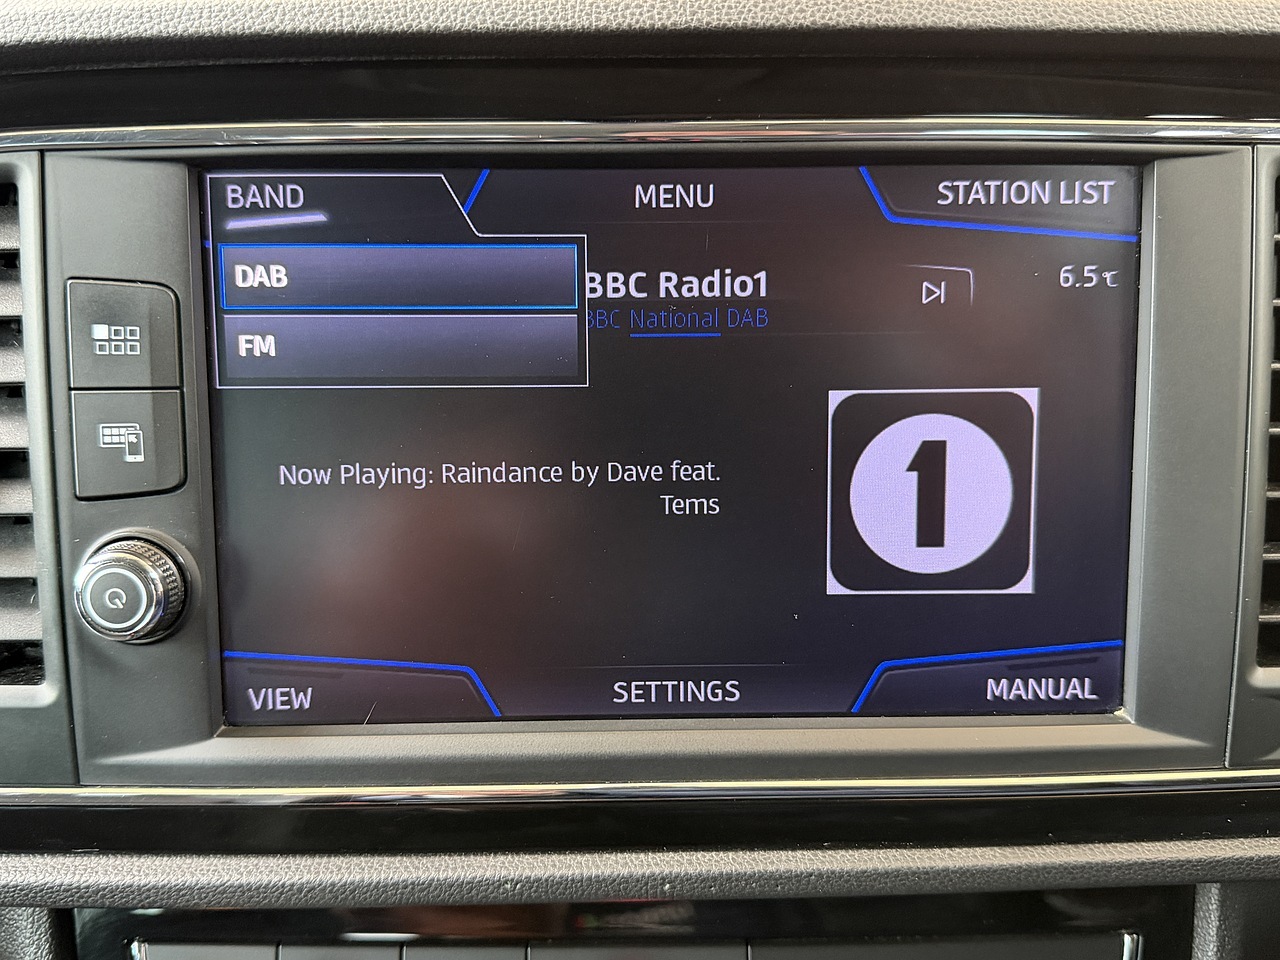 BAND
MENU
STATION LIST
DAB
FM
BBC Radio1
BBC National DAB
6.5°C
Now Playing: Raindance by Dave feat.
Tems
1
VIEW
SETTINGS
MANUAL